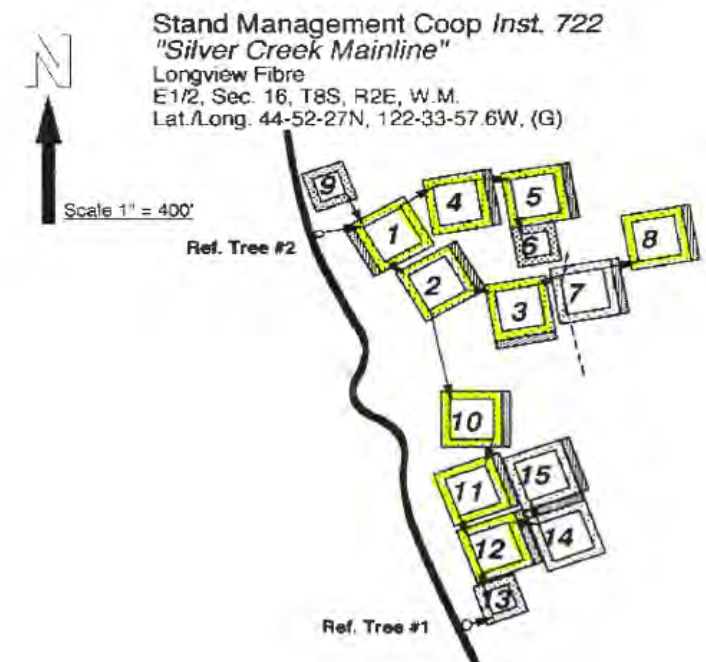 Stand Management Coop Inst. 722
"Silver Creek Mainline"
Longview Fibre
E1/2, Sec. 16, T8S, R2E, W.M.
Lat./Long. 44-52-27N, 122-33-57.6W, (G)
N
Scale 1" = 400'
Ref. Tree #2
9
1
4
5
6
8
2
3
7
10
11
15
12
14
13
Ref. Tree #1